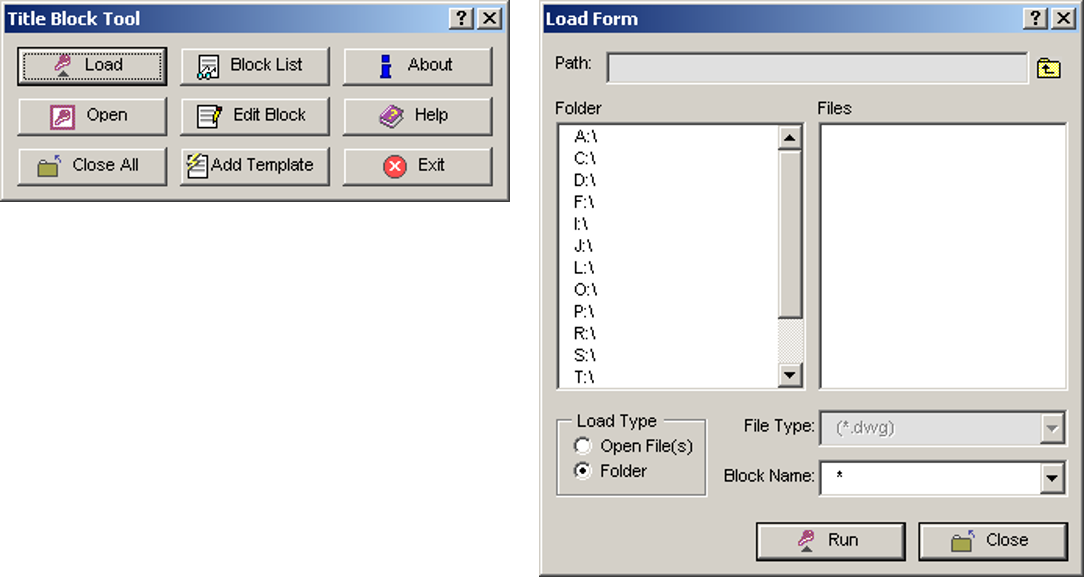 Title Block Tool
Load
Block List
About
Open
Edit Block
Help
Close All
Add Template
Exit
Load Form
Path:
Folder
Files
A:\
C:\
D:\
F:\
I:\
J:\
L:\
O:\
P:\
R:\
S:\
T:\
Load Type
Open File(s)
Folder
File Type: (*.dwg)
Block Name: *
Run
Close